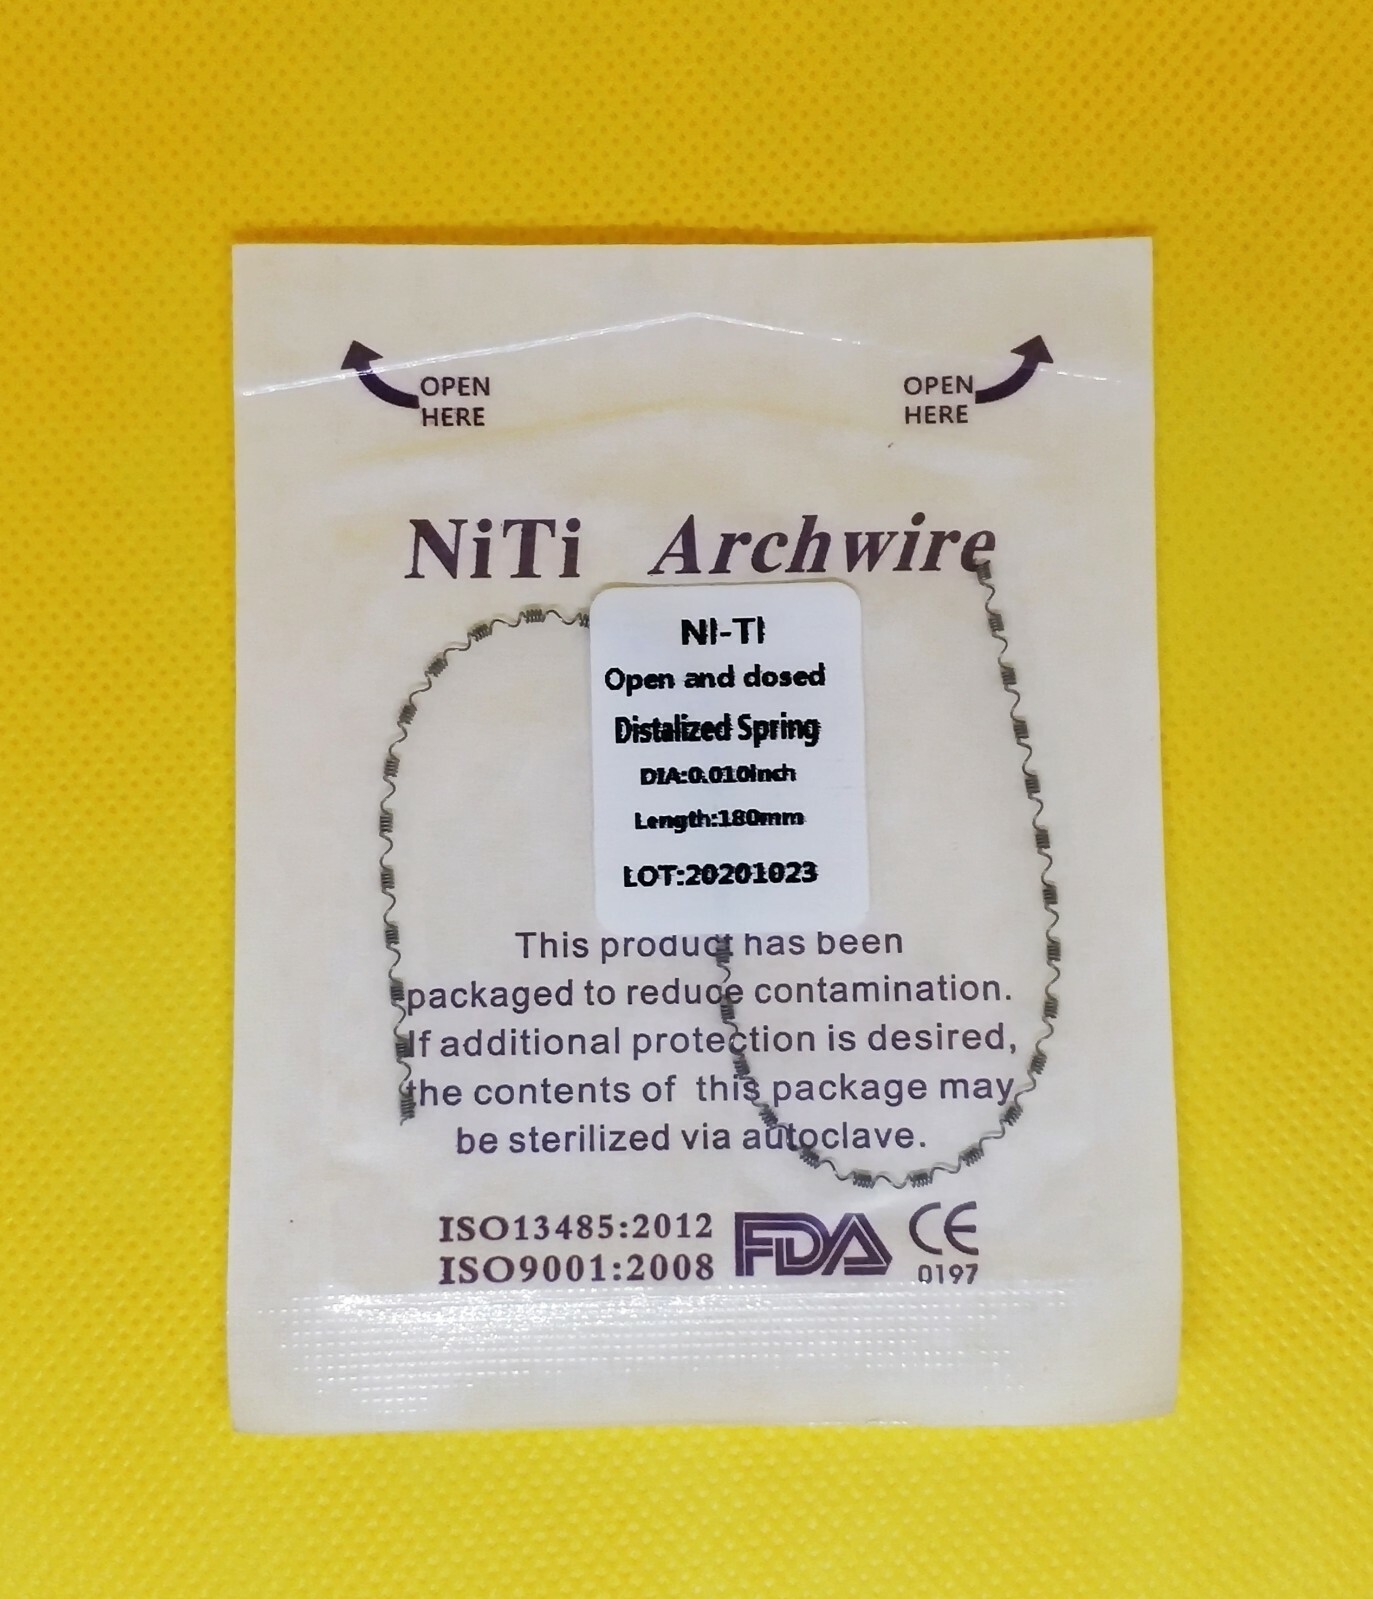 OPEN
HERE
OPEN
HERE
NiTi Archwire
NI-TI
Open and dosed
Distalized Spring
DIA:0.010Inch
Length:180mm
LOT:20201023
This product has been
packaged to reduce contamination.
If additional protection is desired,
the contents of this package may
be sterilized via autoclave.
ISO13485:2012
ISO9001:2008
FDA
CE
0197